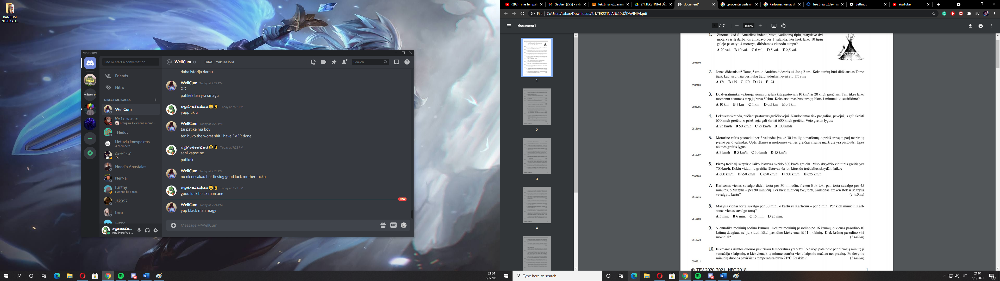 RANDOM
NEREIKALI...
DISCORD
Find or start a conversation
Friends
Nitro
DIRECT MESSAGES
WellCum
Wolemoras
Brangink kiekvieną mome...
_Heddy
Lietuvių konspektas
4 Members
Hood'o Apastalas
NerNar
Emmy
I wanna be a tree
Jλk997
vyteniu...
And Here We ...
WellCum
AKA Yakuza lord
Search
daba istorija darau
WellCum Today at 7:22 PM
XD
patikek ten yra smagu
vyteniukas😁👌 Today at 7:22 PM
yupp tikiu
WellCum Today at 7:22 PM
tai patike ma boy
ten buvo the worst shit i have EVER done
vyteniukas😁👌 Today at 7:23 PM
seni vapse ne
patikek
WellCum Today at 7:23 PM
nu nk nesakau bet tiesiog good luck mother fucka
vyteniukas😁👌 Today at 7:23 PM
good luck black man ane
NEW
WellCum Today at 7:24 PM
yup black man magy
Message @WellCum
GIF
21:04
5/3/2021
(293) Tinie Tempah
Gautieji (275) - vyte
Tekstiniai uždaviniai
2.1.TEKSTINIAI UŽD
document1
„procentai uzdavin
karlsonas vienas di
Tekstinių uždavinių
Settings
YouTube
File C:/Users/Labas/Downloads/2.1.TEKSTINIAI%20UŽDAVINIAI.pdf
document1
1 / 7
100%
1
2
3
4
1. Žinoma, kad Š. Amerikos indėnų būstą, vadinamą tipiu, statydavo dvi
moterys ir šį darbą jos atlikdavo per 1 valandą. Per kiek laiko 10 tipių
galėjo pastatyti 4 moterys, dirbdamos vienodu tempu?
A 20 val. B 10 val. C 6 val. D 5 val. E 2,5 val.
0508104
2. Jonas didesnis už Tomą 5 cm, o Andrius didesnis už Joną 2 cm. Koks turėtų būti didžiausias Tomo
ūgis, kad visų trijų berniukų ūgių vidurkis neviršytų 175 cm?
A 171 B 175 C 170 D 173 E 174
0502105
3. Du dviratininkai važiuoja vienas priešais kitą pastoviais 10 km/h ir 20 km/h greičiais. Tam tikru laiko
momentu atstumas tarp jų buvo 50 km. Koks atstumas bus tarp jų likus 1 minutei iki susitikimo?
A 10 km B 3 km C 1 km D 0,5 km E 0,1 km
0503205
4. Lėktuvas skrenda, pučiant pastovaus greičio vėjui. Naudodamas tiek pat galios, pavėjui jis gali skristi
650 km/h greičiu, o prieš vėją gali skristi 600 km/h greičiu. Vėjo greitis lygus:
A 25 km/h B 50 km/h C 75 km/h D 100 km/h
0516102
5. Motorinė valtis pasroviui per 2 valandas įveikė 30 km ilgio maršrutą, o prieš srovę tą patį maršrutą
įveikė per 6 valandas. Upės tėkmės ir motorinės valties greičiai visame maršrute yra pastovūs. Upės
tėkmės greitis lygus:
A 3 km/h B 5 km/h C 10 km/h D 15 km/h
0516207
6. Pirmą trečdalį skrydžio laiko lėktuvas skrido 800 km/h greičiu. Viso skrydžio vidutinis greitis yra
700 km/h. Kokiu vidutiniu greičiu lėktuvas skrido kitus du trečdalius skrydžio laiko?
A 600 km/h B 750 km/h C 650 km/h D 500 km/h E 625 km/h
0500203
7. Karlsonas vienas suvalgo didelį tortą per 30 minučių, freken Bok tokį patį tortą suvalgo per 45
minutes, o Mažylis – per 90 minučių. Per kiek minučių tokį tortą Karlsonas, freken Bok ir Mažylis
suvalgytų kartu? (1 taškas)
0515215
8. Mažylis vienas tortą suvalgo per 30 min., o kartu su Karlsonu – per 5 min. Per kiek minučių Karl-
sonas vienas suvalgo tortą?
A 5 min. B 6 min. C 15 min. D 25 min.
0518103
9. Vienuolika mokinių sodino krūmus. Dešimt mokinių pasodino po 16 krūmų, o vienas pasodino 10
krūmų daugiau, nei jų vidutiniškai pasodino kiekvienas iš 11 mokinių. Kiek krūmų pasodino visi
mokiniai? (2 taškai)
0512224
10. Iš krosnies išimtos duonos paviršiaus temperatūra yra 93°C. Vėsioje patalpoje per pirmąją minutę ji
sumažėja t laipsnių, o kiekvieną kitą minutę ataušta vienu laipsniu mažiau nei praeitą. Po devynių
minučių duonos paviršiaus temperatūra buvo 21°C. Raskite t. (2 taškai)
0503211
© TEV 2020-2021, NEC 2018 1
Type here to search
LIT
21:04
5/3/2021